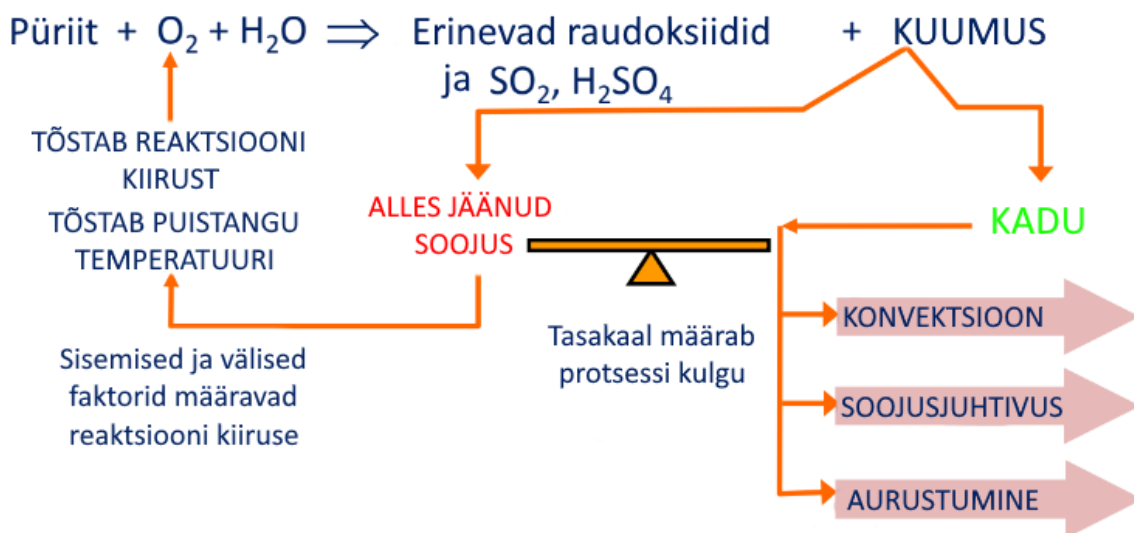 Püriit + O₂ + H₂O ⇒ Erinevad raudoksiidid + KUUMUS
ja SO₂, H₂SO₄
TÕSTAB REAKTSIOONI
KIIRUST
TÕSTAB PUISTANGU
TEMPERATUURI
ALLES JÄÄNUD
SOOJUS
KADU
Sisemised ja välised
faktorid määravad
reaktsiooni kiiruse
Tasakaal määrab
protsessi kulgu
KONVEKTSIOON
SOOJUSJUHTIVUS
AURUSTUMINE